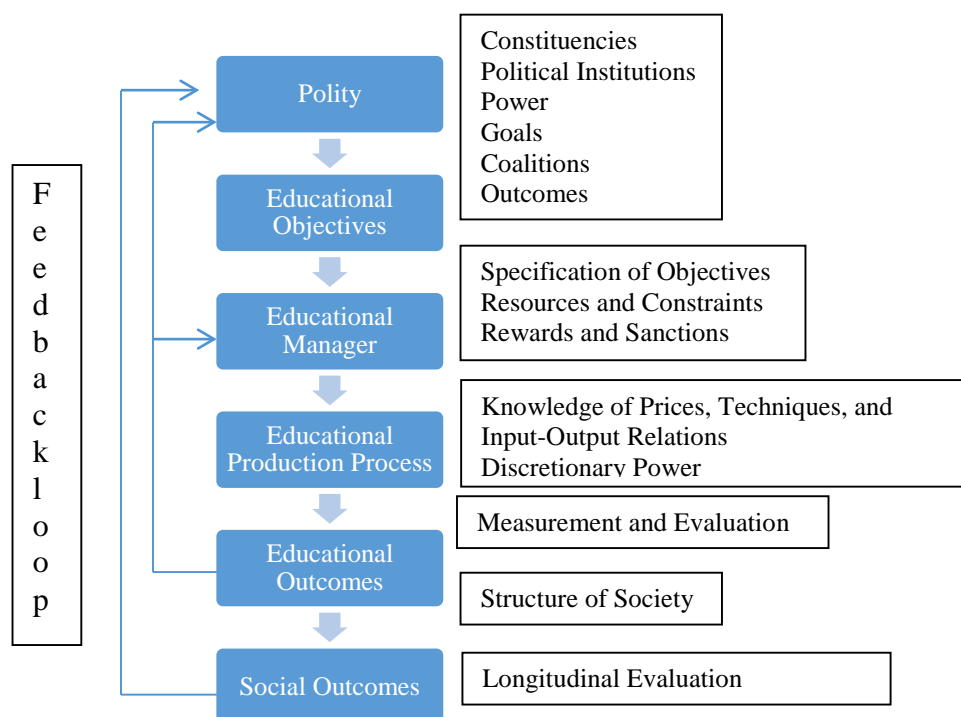 Constituencies
Political Institutions
Power
Goals
Coalitions
Outcomes
Polity
Educational
Objectives
Specification of Objectives
Resources and Constraints
Rewards and Sanctions
Educational
Manager
Knowledge of Prices, Techniques, and
Input-Output Relations
Discretionary Power
Educational
Production Process
Measurement and Evaluation
Educational
Outcomes
Structure of Society
Social Outcomes
Longitudinal Evaluation
F
e
e
d
b
a
c
k
l
o
o
p